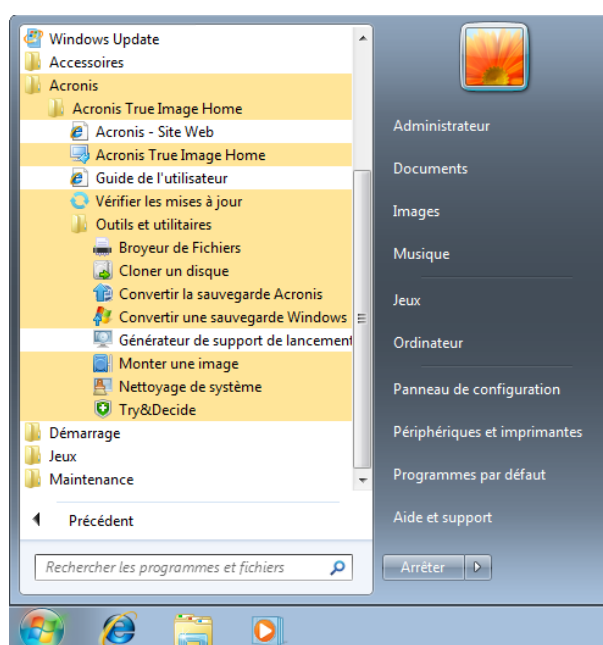 Windows Update
Accessoires
Acronis
Acronis True Image Home
Acronis - Site Web
Acronis True Image Home
Guide de l'utilisateur
Vérifier les mises à jour
Outils et utilitaires
Broyeur de Fichiers
Cloner un disque
Convertir la sauvegarde Acronis
Convertir une sauvegarde Windows
Générateur de support de lancement
Monter une image
Nettoyage de système
Try&Decide
Démarrage
Jeux
Maintenance
Précédent
Rechercher les programmes et fichiers
Administrateur
Documents
Images
Musique
Jeux
Ordinateur
Panneau de configuration
Périphériques et imprimantes
Programmes par défaut
Aide et support
Arrêter